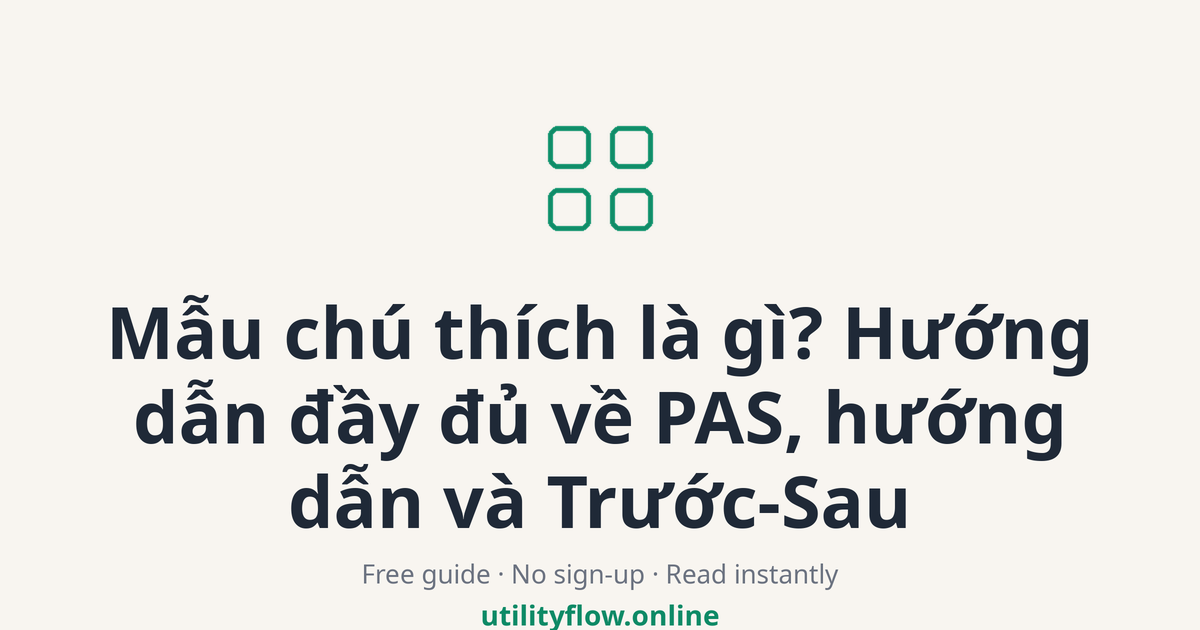 Mẫu chú thích là gì? Hướng
dẫn đầy đủ về PAS, hướng
dẫn và Trước-Sau
Free guide · No sign-up · Read instantly
utilityflow.online